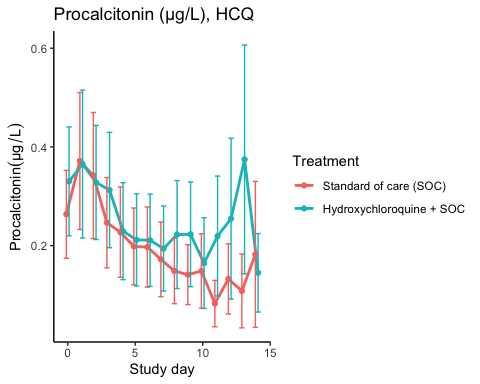 Procalcitonin (µg/L), HCQ
Procalcitonin(µg/L)
0.6
0.4
0.2
0
5
10
15
Study day
Treatment
Standard of care (SOC)
Hydroxychloroquine + SOC